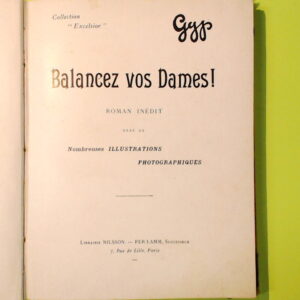 Collection
"Excelsior"
Gyp
Balancez vos Dames!
ROMAN INÉDIT
AVEC DE
Nombreuses ILLUSTRATIONS
PHOTOGRAPHIQUES
LIBRAIRIE NILSSON — PER LAMM, SUCCESSEUR
7, Rue de Lille, Paris